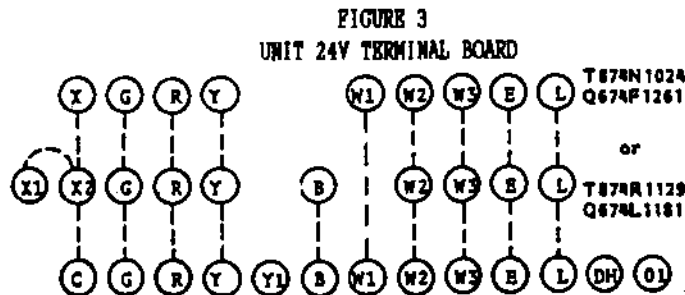 FIGURE 3
UNIT 24V TERMINAL BOARD
X G R Y W1 W2 W3 E L T874N1024
Q674F1261
or
X1 X2 G R Y B W2 W3 E L T874R1129
Q674L1181
C G R Y Y1 B W1 W2 W3 E L DH O1